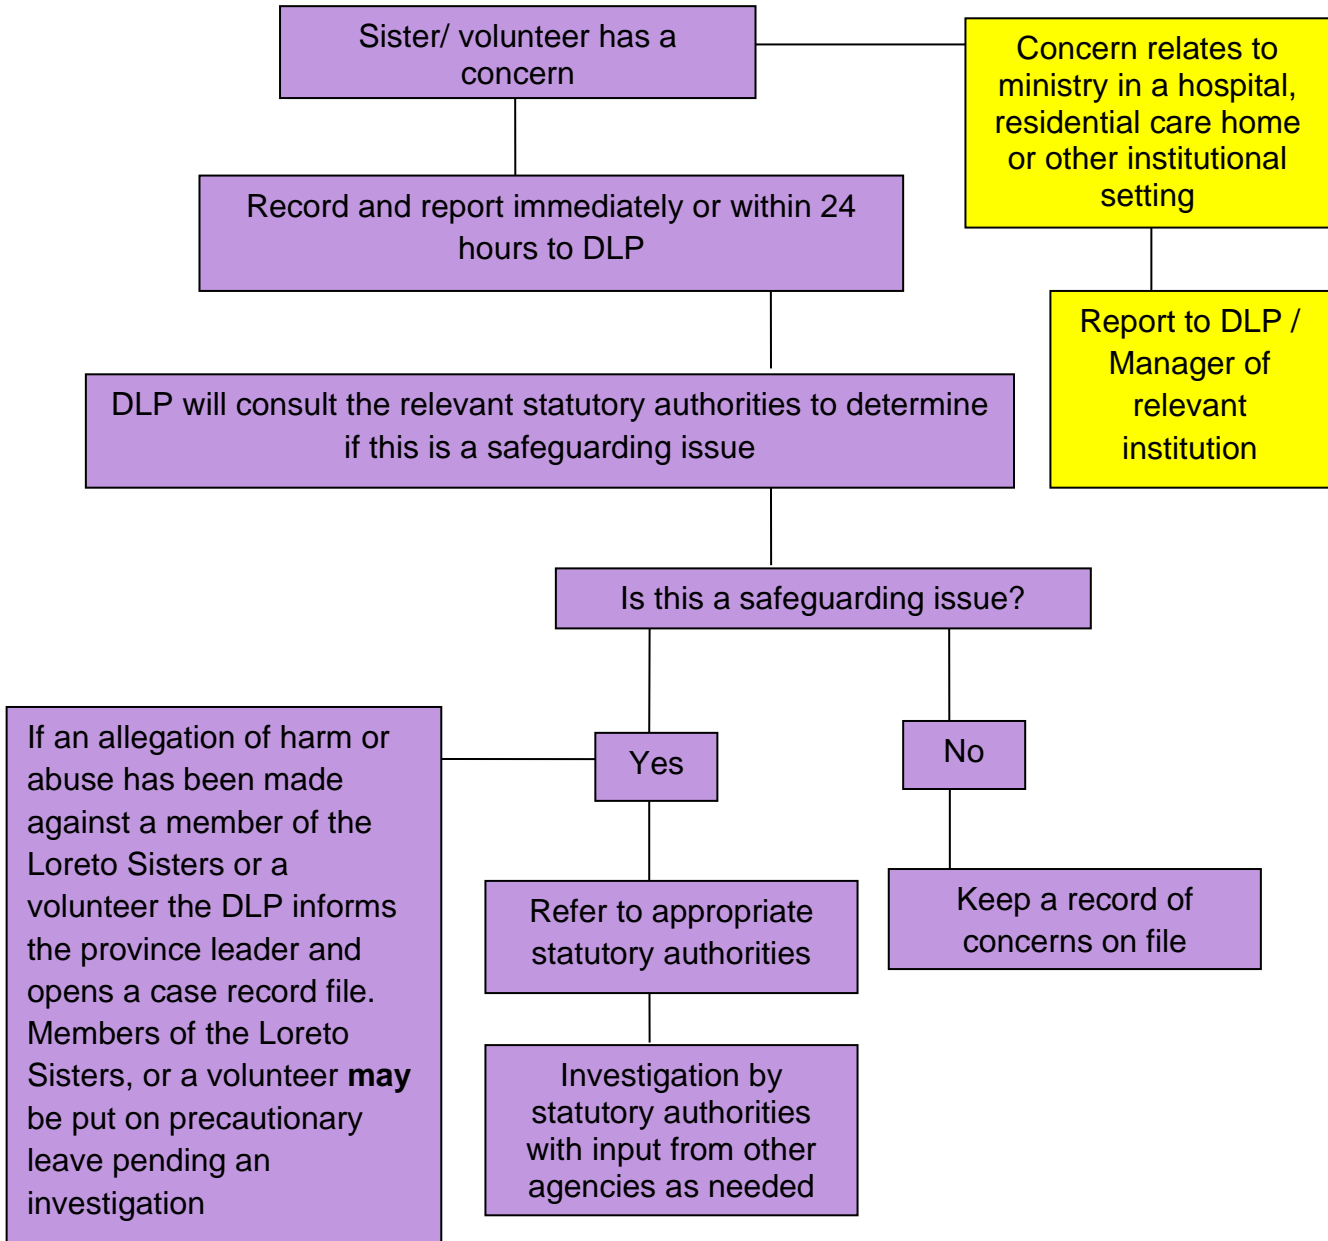 Sister/ volunteer has a
concern
Concern relates to
ministry in a hospital,
residential care home
or other institutional
setting
Record and report immediately or within 24
hours to DLP
Report to DLP /
Manager of
relevant
institution
DLP will consult the relevant statutory authorities to determine
if this is a safeguarding issue
Is this a safeguarding issue?
If an allegation of harm or
abuse has been made
against a member of the
Loreto Sisters or a
volunteer the DLP informs
the province leader and
opens a case record file.
Members of the Loreto
Sisters, or a volunteer may
be put on precautionary
leave pending an
investigation
Yes
No
Refer to appropriate
statutory authorities
Keep a record of
concerns on file
Investigation by
statutory authorities
with input from other
agencies as needed